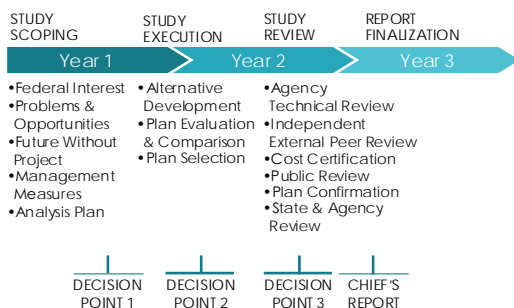 STUDY
SCOPING
STUDY
EXECUTION
STUDY
REVIEW
REPORT
FINALIZATION
Year 1
Year 2
Year 3
•Federal Interest
•Problems &
Opportunities
•Future Without
Project
•Management
Measures
•Analysis Plan
•Alternative
Development
•Plan Evaluation
& Comparison
•Plan Selection
•Agency
Technical Review
•Independent
External Peer Review
•Cost Certification
•Public Review
•Plan Confirmation
•State & Agency
Review
DECISION
POINT 1
DECISION
POINT 2
DECISION
POINT 3
CHIEF'S
REPORT